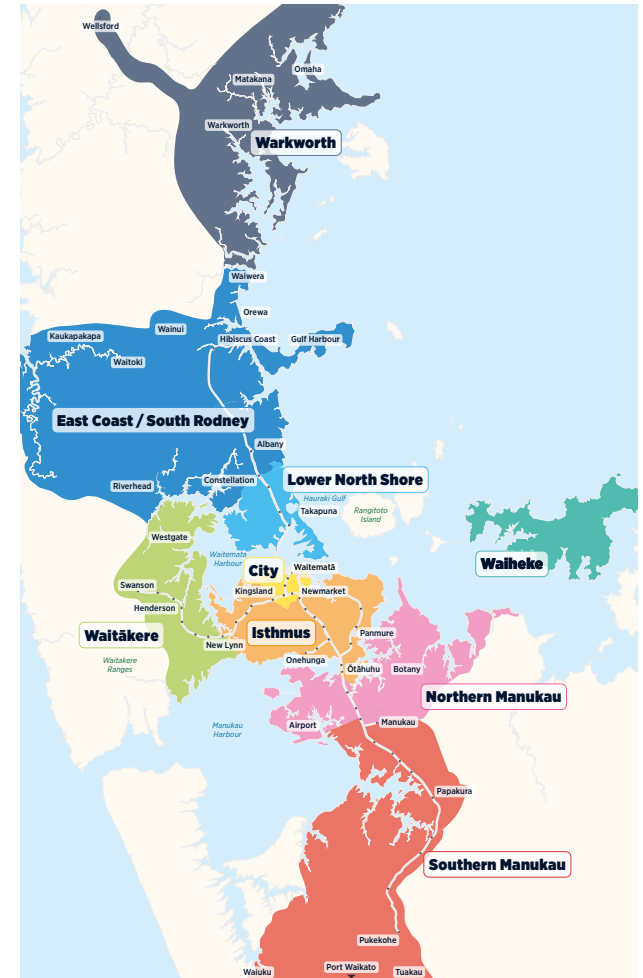 Wellsford
Omaha
Matakana
Warkworth
Warkworth
Waiwera
Orewa
Wainui
Kaukapakapa
Hibiscus Coast
Gulf Harbour
Waitoki
East Coast / South Rodney
Albany
Constellation
Lower North Shore
Riverhead
Hauraki Gulf
Takapuna
Rangitoto
Island
Westgate
Waitemata
Harbour
Waiheke
City
Waitematā
Swanson
Kingsland
Newmarket
Henderson
Waitākere
Isthmus
Panmure
New Lynn
Waitakere
Ranges
Onehunga
Ōtāhuhu
Botany
Northern Manukau
Manukau
Harbour
Airport
Manukau
Papakura
Southern Manukau
Pukekohe
Waiuku
Port Waikato
Tuakau